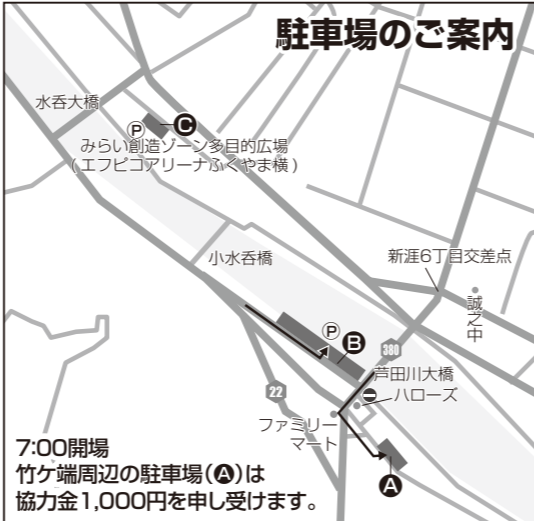 駐車場のご案内
水呑大橋
Ⓟ
C
みらい創造ゾーン多目的広場
(エフピコアリーナふくやま横)
小水呑橋
新涯6丁目交差点
誠之中
Ⓟ
B
380
芦田川大橋
ハローズ
22
ファミリー
マート
A
7:00開場
竹ケ端周辺の駐車場(A)は
協力金1,000円を申し受けます。